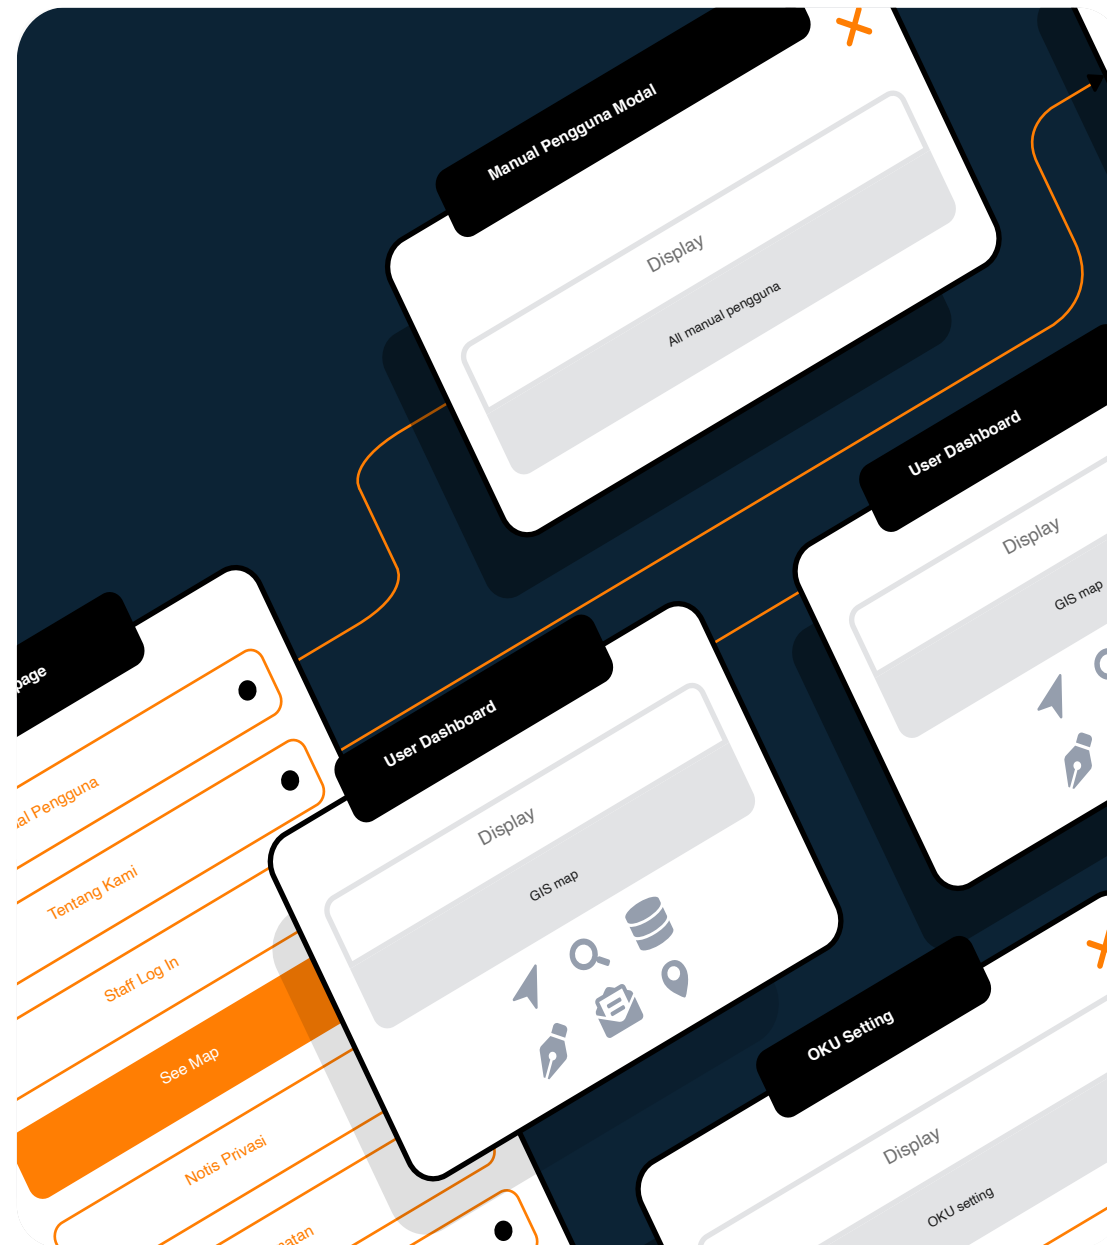 Manual Pengguna Modal
Display
All manual pengguna
User Dashboard
Display
GIS map
page
Pengguna
Tentang Kami
Staff Log In
See Map
Notis Privasi
User Dashboard
Display
GIS map
OKU Setting
Display
OKU setting